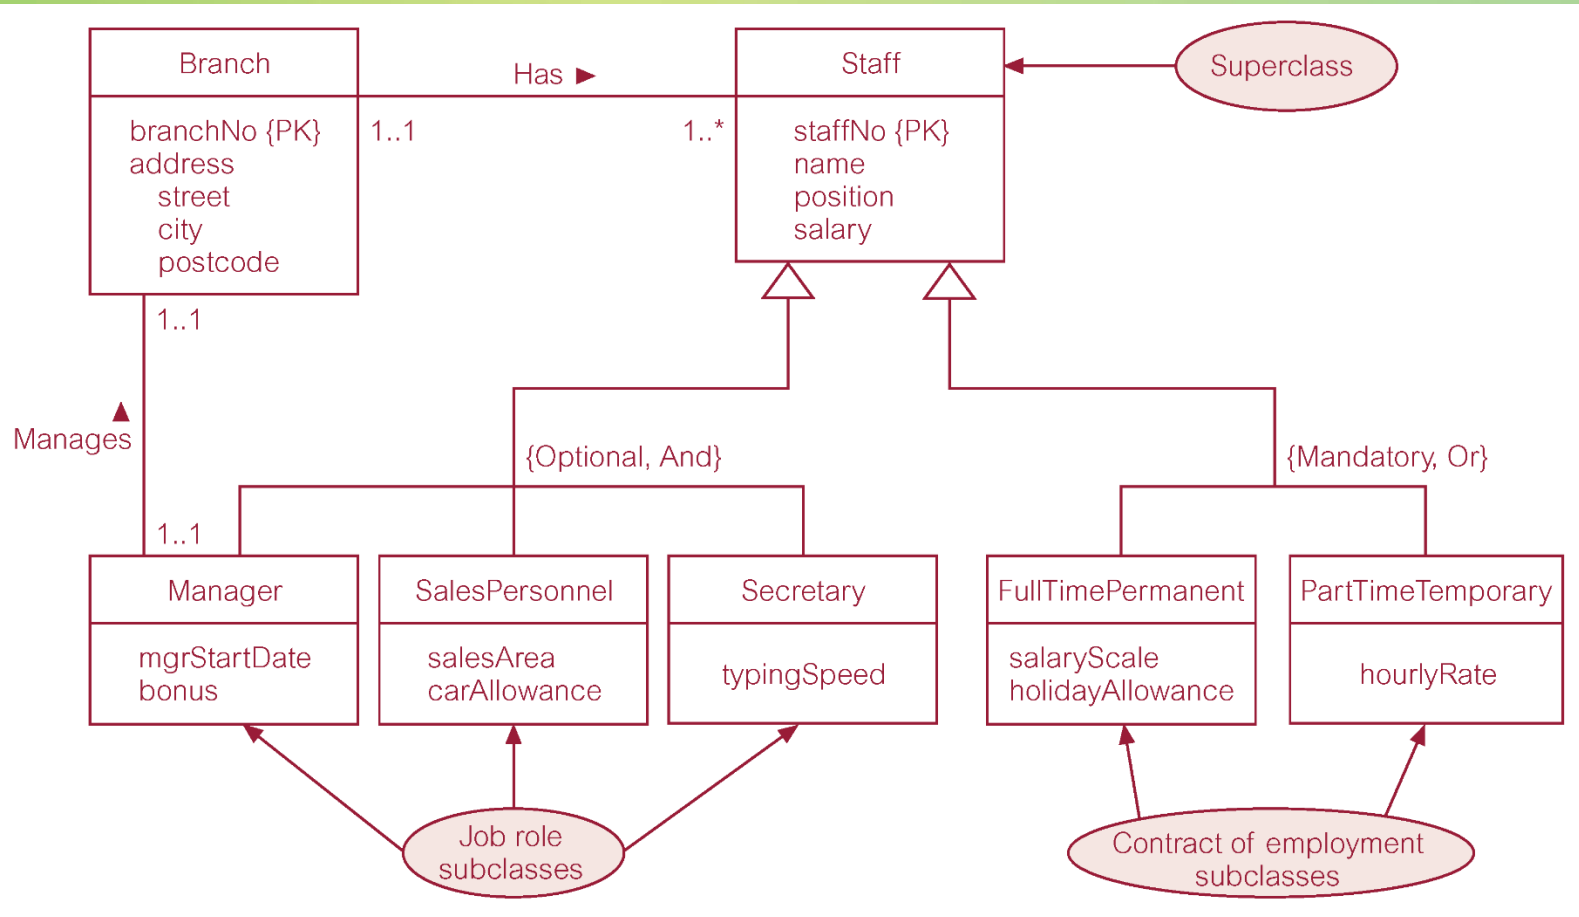 Branch
Has ►
Staff
Superclass
branchNo {PK}
address
street
city
postcode
1..1
1..*
staffNo {PK}
name
position
salary
1..1
▲
Manages
{Optional, And}
{Mandatory, Or}
1..1
Manager
mgrStartDate
bonus
SalesPersonnel
salesArea
carAllowance
Secretary
typingSpeed
FullTimePermanent
salaryScale
holidayAllowance
PartTimeTemporary
hourlyRate
Job role
subclasses
Contract of employment
subclasses